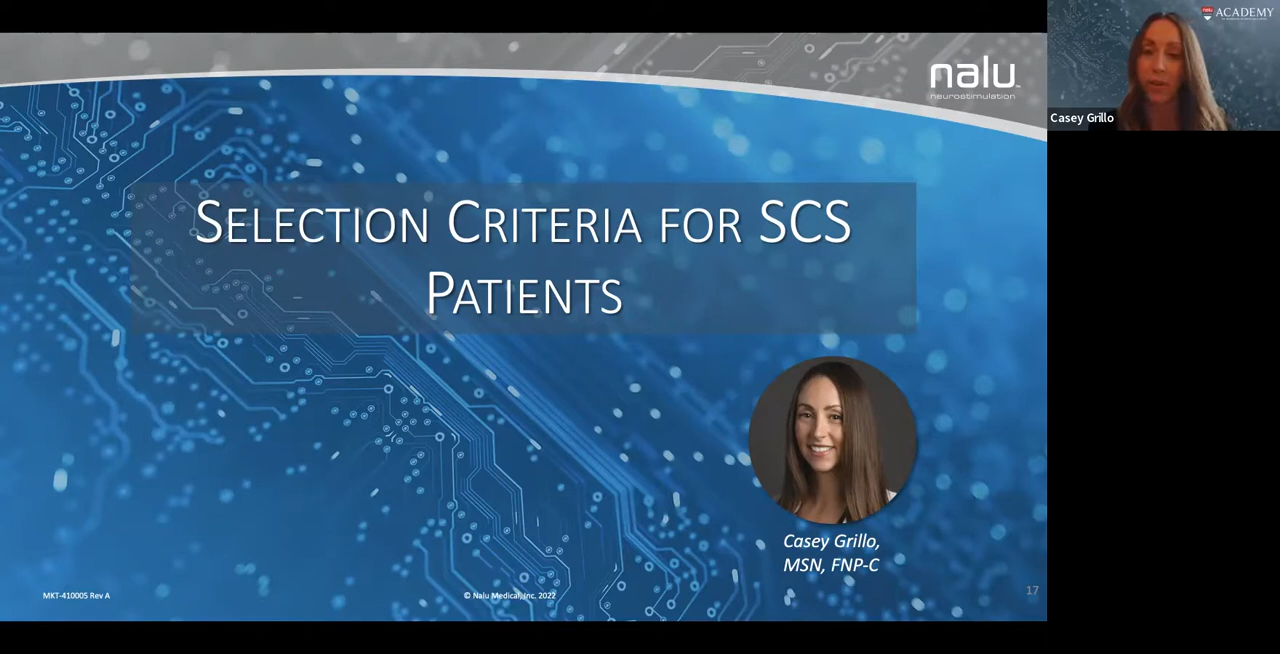 nalu
neurostimulation
SELECTION CRITERIA FOR SCS
PATIENTS
Casey Grillo,
MSN, FNP-C
MKT-410005 Rev A
© Nalu Medical, Inc. 2022
17
nalu ACADEMY
Casey Grillo